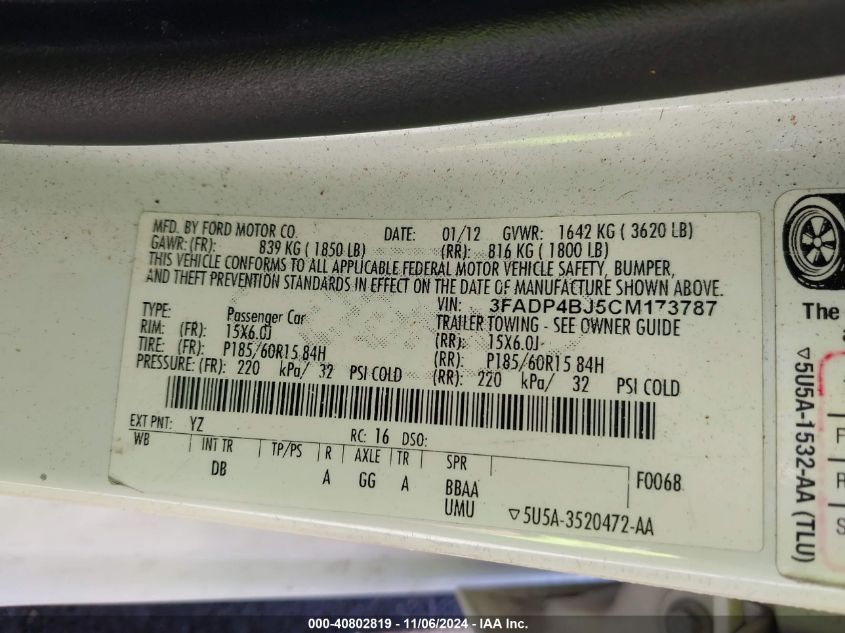 MFD. BY FORD MOTOR CO. DATE: 01/12 GVWR: 1642 KG ( 3620 LB)
GAWR: (FR): 839 KG ( 1850 LB) (RR): 816 KG ( 1800 LB)
THIS VEHICLE CONFORMS TO ALL APPLICABLE FEDERAL MOTOR VEHICLE SAFETY, BUMPER,
AND THEFT PREVENTION STANDARDS IN EFFECT ON THE DATE OF MANUFACTURE SHOWN ABOVE.
VIN: 3FADP4BJ5CM173787
TYPE: Passenger Car TRAILER TOWING - SEE OWNER GUIDE
RIM: (FR): 15X6.0J (RR): 15X6.0J
TIRE: (FR): P185/60R15 84H (RR): P185/60R15 84H
PRESSURE: (FR): 220 kPa/ 32 PSI COLD (RR): 220 kPa/ 32 PSI COLD
EXT PNT: YZ RC: 16 DSO:
WB INT TR TP/PS R AXLE TR SPR F0068
DB A GG A BBAA
UMU ▽5U5A-3520472-AA
The
a
▽5U5A-1532-AA (TLU)
F
R
S
000-40802819 - 11/06/2024 - IAA Inc.